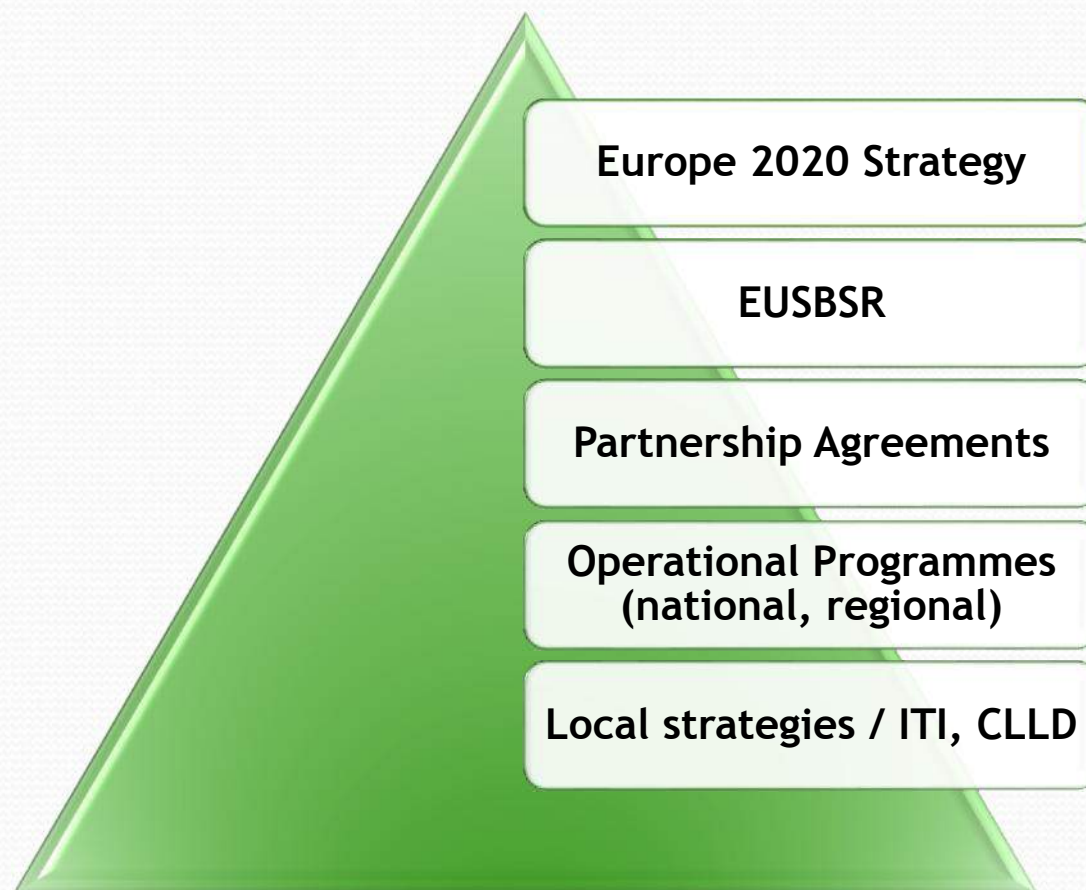 Europe 2020 Strategy
EUSBSR
Partnership Agreements
Operational Programmes
(national, regional)
Local strategies / ITI, CLLD